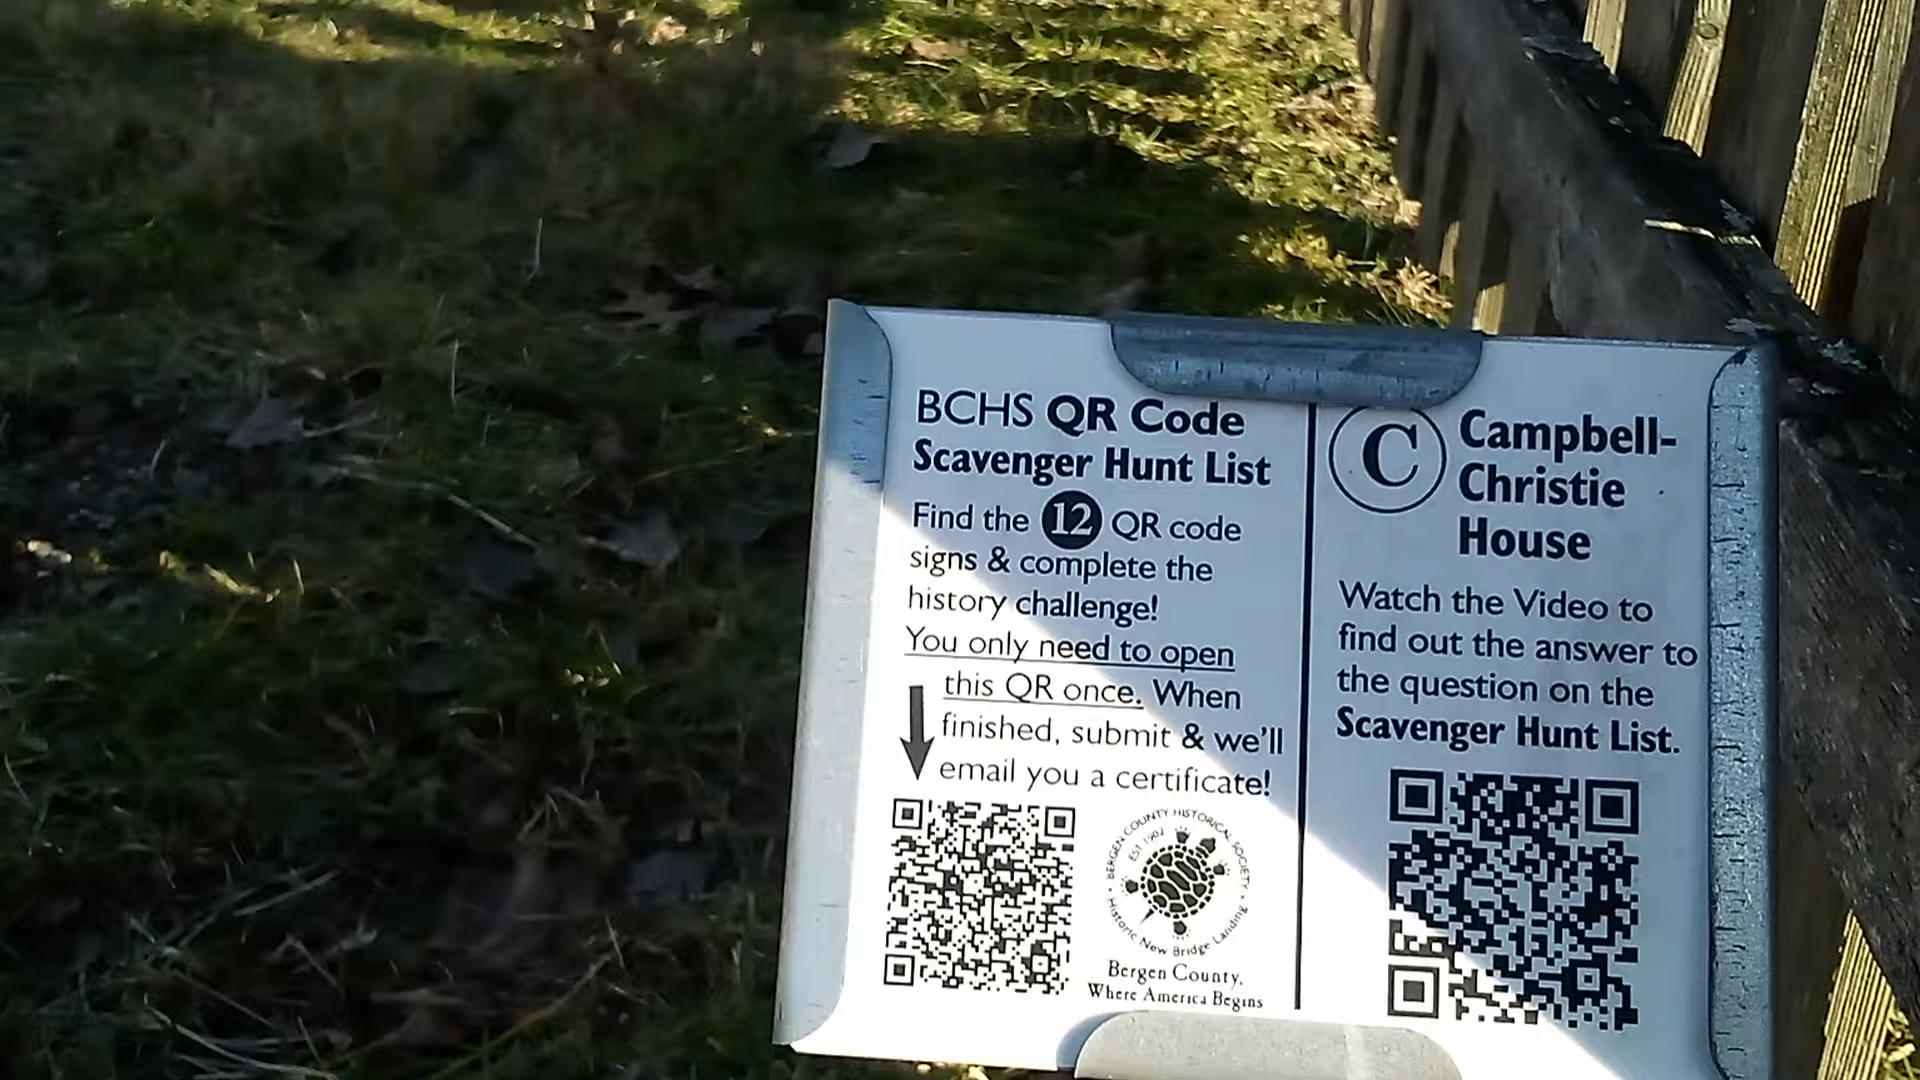 BCHS QR Code
Scavenger Hunt List
Find the 12 QR code
signs & complete the
history challenge!
You only need to open
this QR once. When
finished, submit & we'll
email you a certificate!
BERGEN COUNTY HISTORICAL SOCIETY
EST 1902
Historic New Bridge Landing
Bergen County,
Where America Begins
C
Campbell-
Christie
House
Watch the Video to
find out the answer to
the question on the
Scavenger Hunt List.